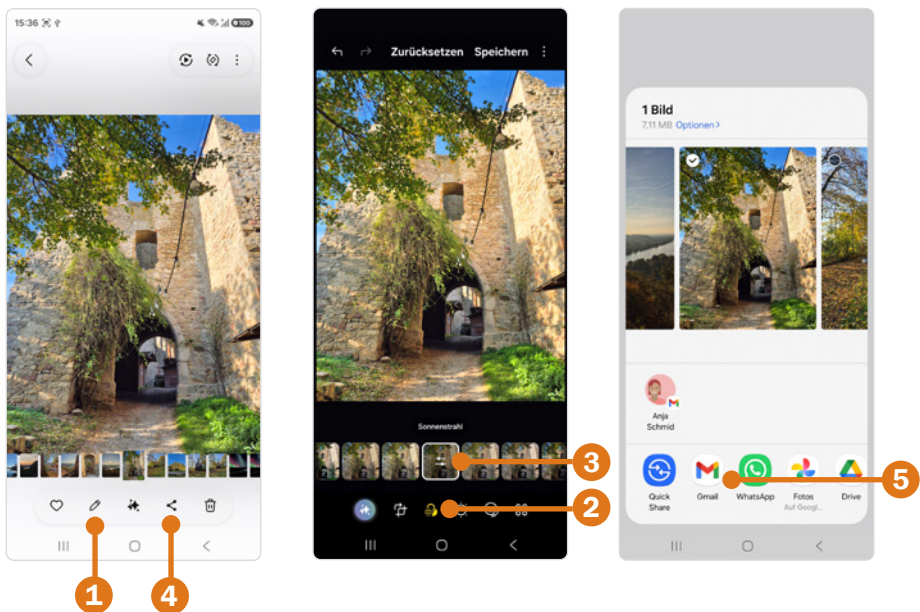 15:36
100
Zurücksetzen Speichern
Sonnenstrahl
1 Bild
7,11 MB Optionen >
Anja
Schmid
Quick
Share
Gmail
WhatsApp
Fotos
Auf Googl...
Drive
1
4
3
2
5